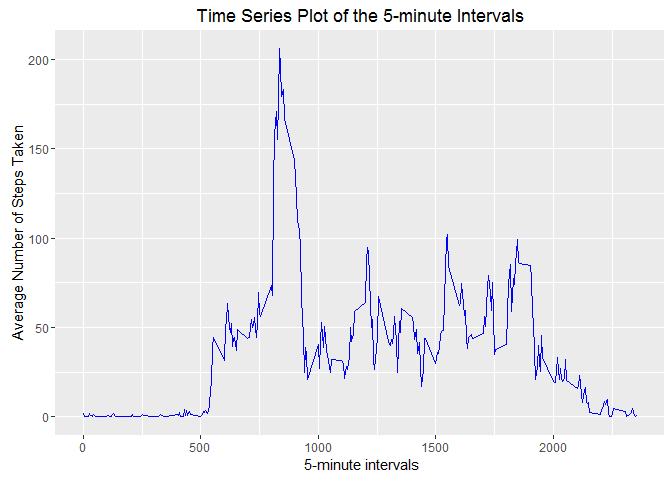 Time Series Plot of the 5-minute Intervals
Average Number of Steps Taken
200
150
100
50
0
0 500 1000 1500 2000
5-minute intervals